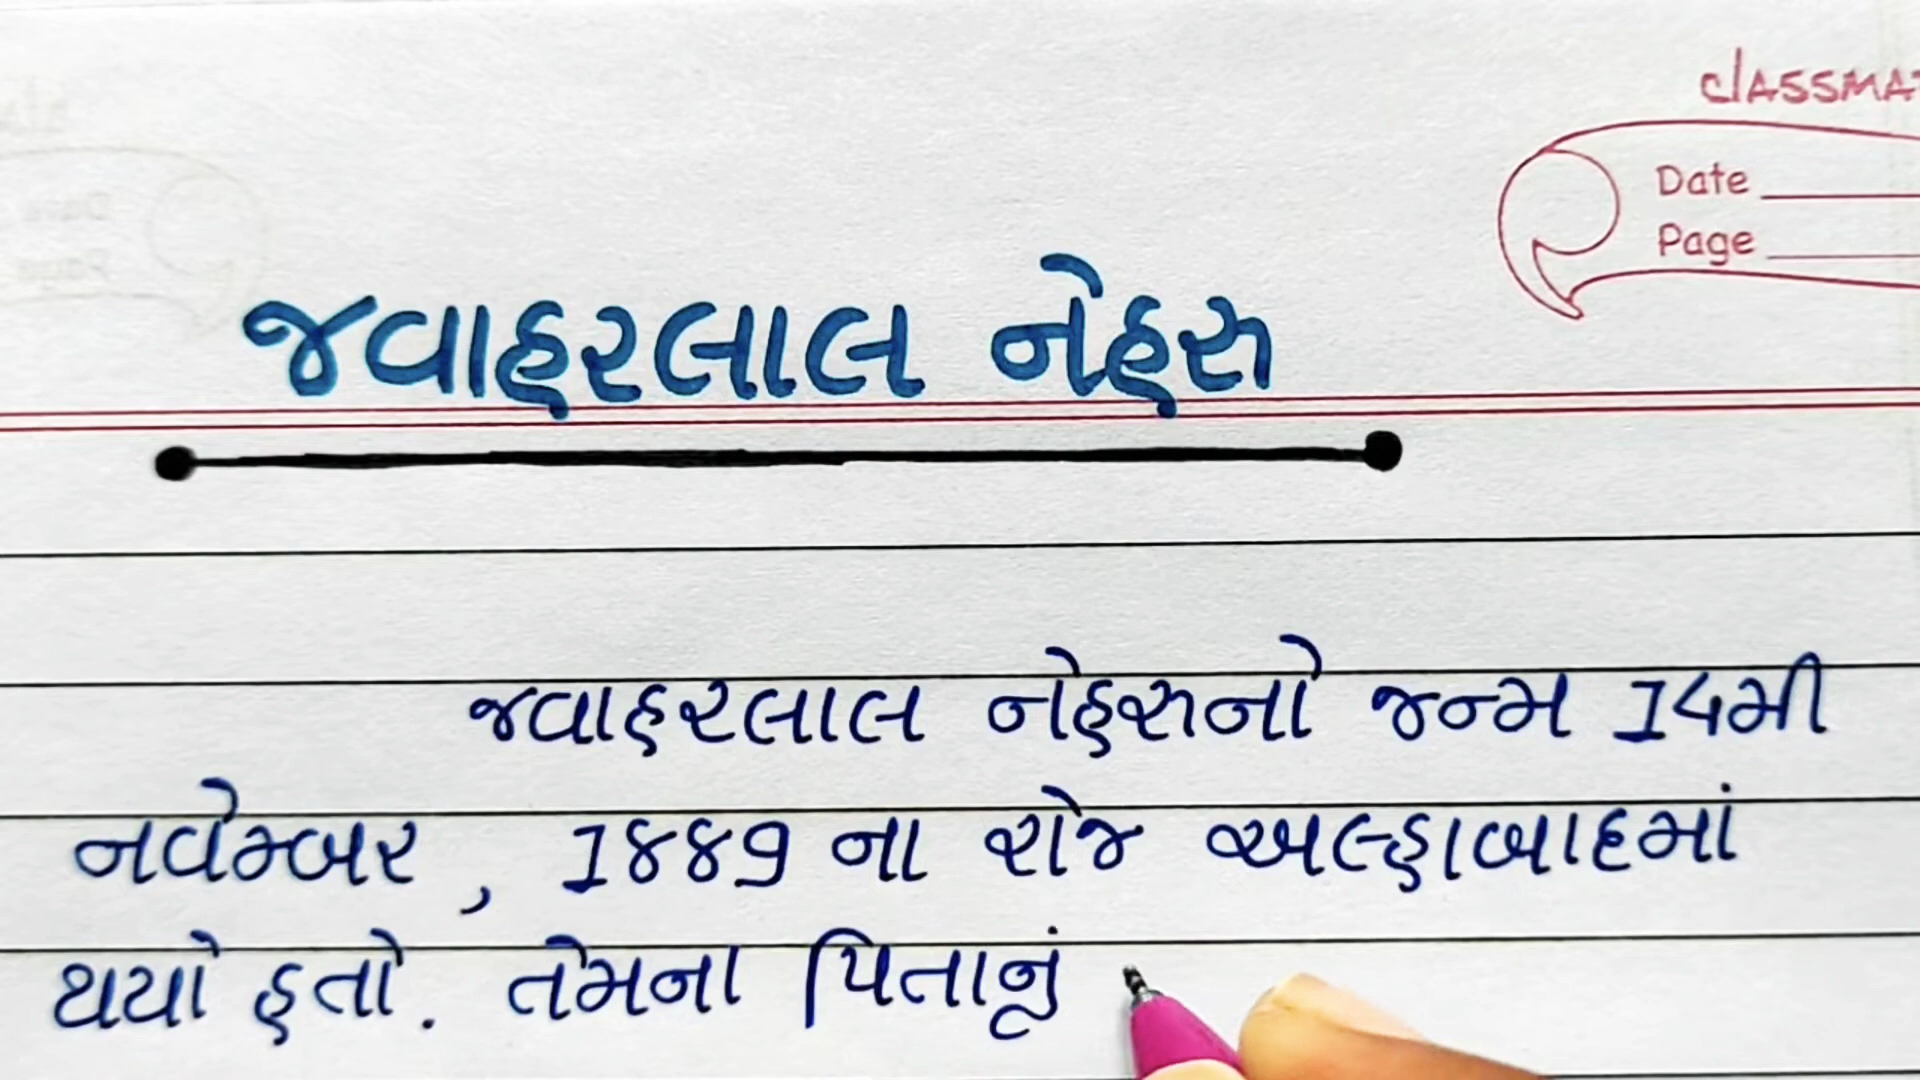 classma
Date
Page
જવાહરલાલ નેહરુ
જવાહરલાલ નેહરુનો જન્મ 14મી
નવેમ્બર, 1889 ના રોજ અલ્હાબાદમાં
થયો હતો. તેમના પિતાનું